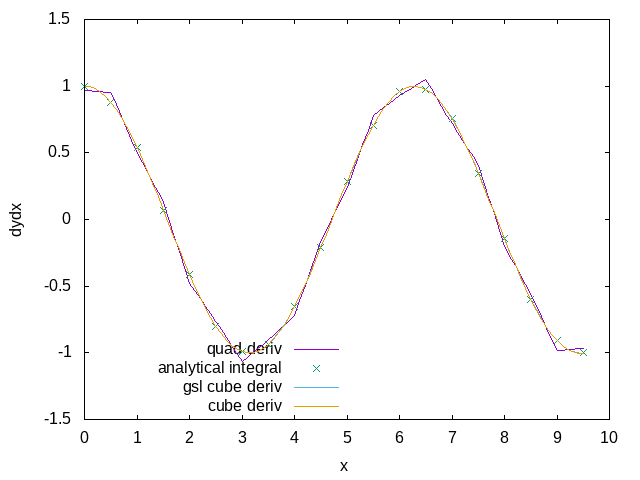 1.5
1
0.5
0
-0.5
-1
-1.5
dydx
quad deriv
analytical integral
gsl cube deriv
cube deriv
0 1 2 3 4 5 6 7 8 9 10
x